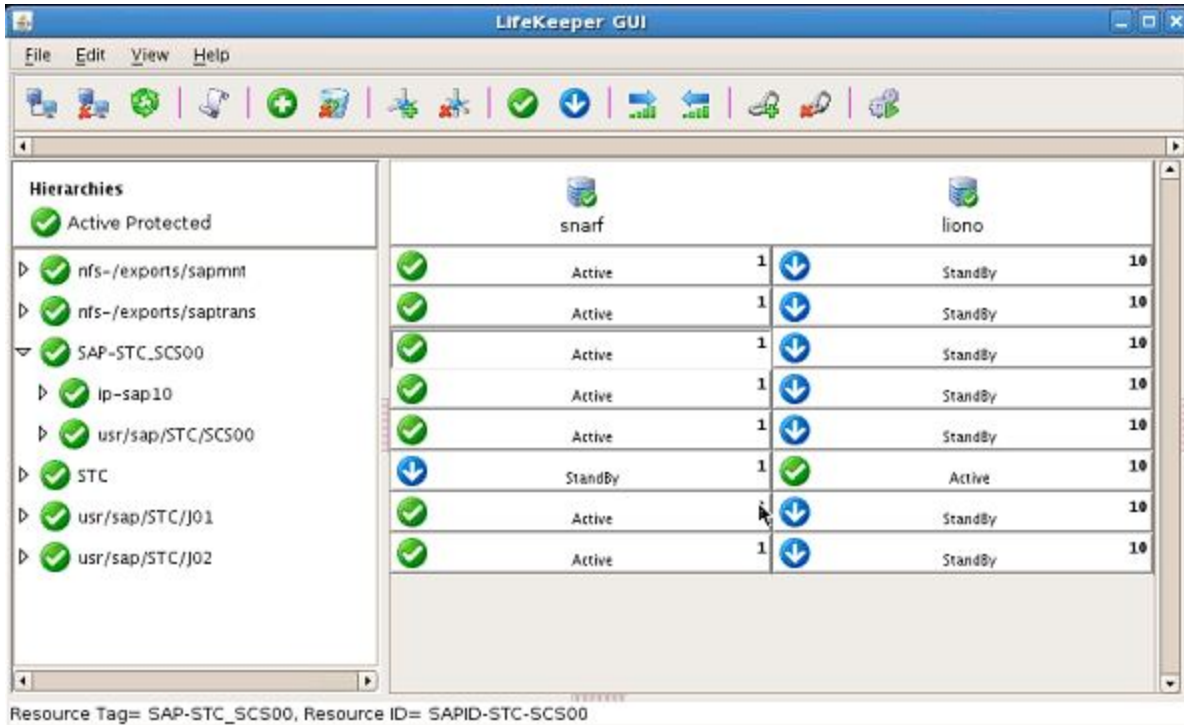 LifeKeeper GUI
File Edit View Help
Hierarchies
Active Protected
snarf liono
nfs-/exports/sapmnt Active 1 StandBy 10
nfs-/exports/saptrans Active 1 StandBy 10
SAP-STC_SCS00 Active 1 StandBy 10
ip-sap10 Active 1 StandBy 10
usr/sap/STC/SCS00 Active 1 StandBy 10
STC StandBy 1 Active 10
usr/sap/STC/J01 Active StandBy 10
usr/sap/STC/J02 Active 1 StandBy 10
Resource Tag= SAP-STC_SCS00, Resource ID= SAPID-STC-SCS00